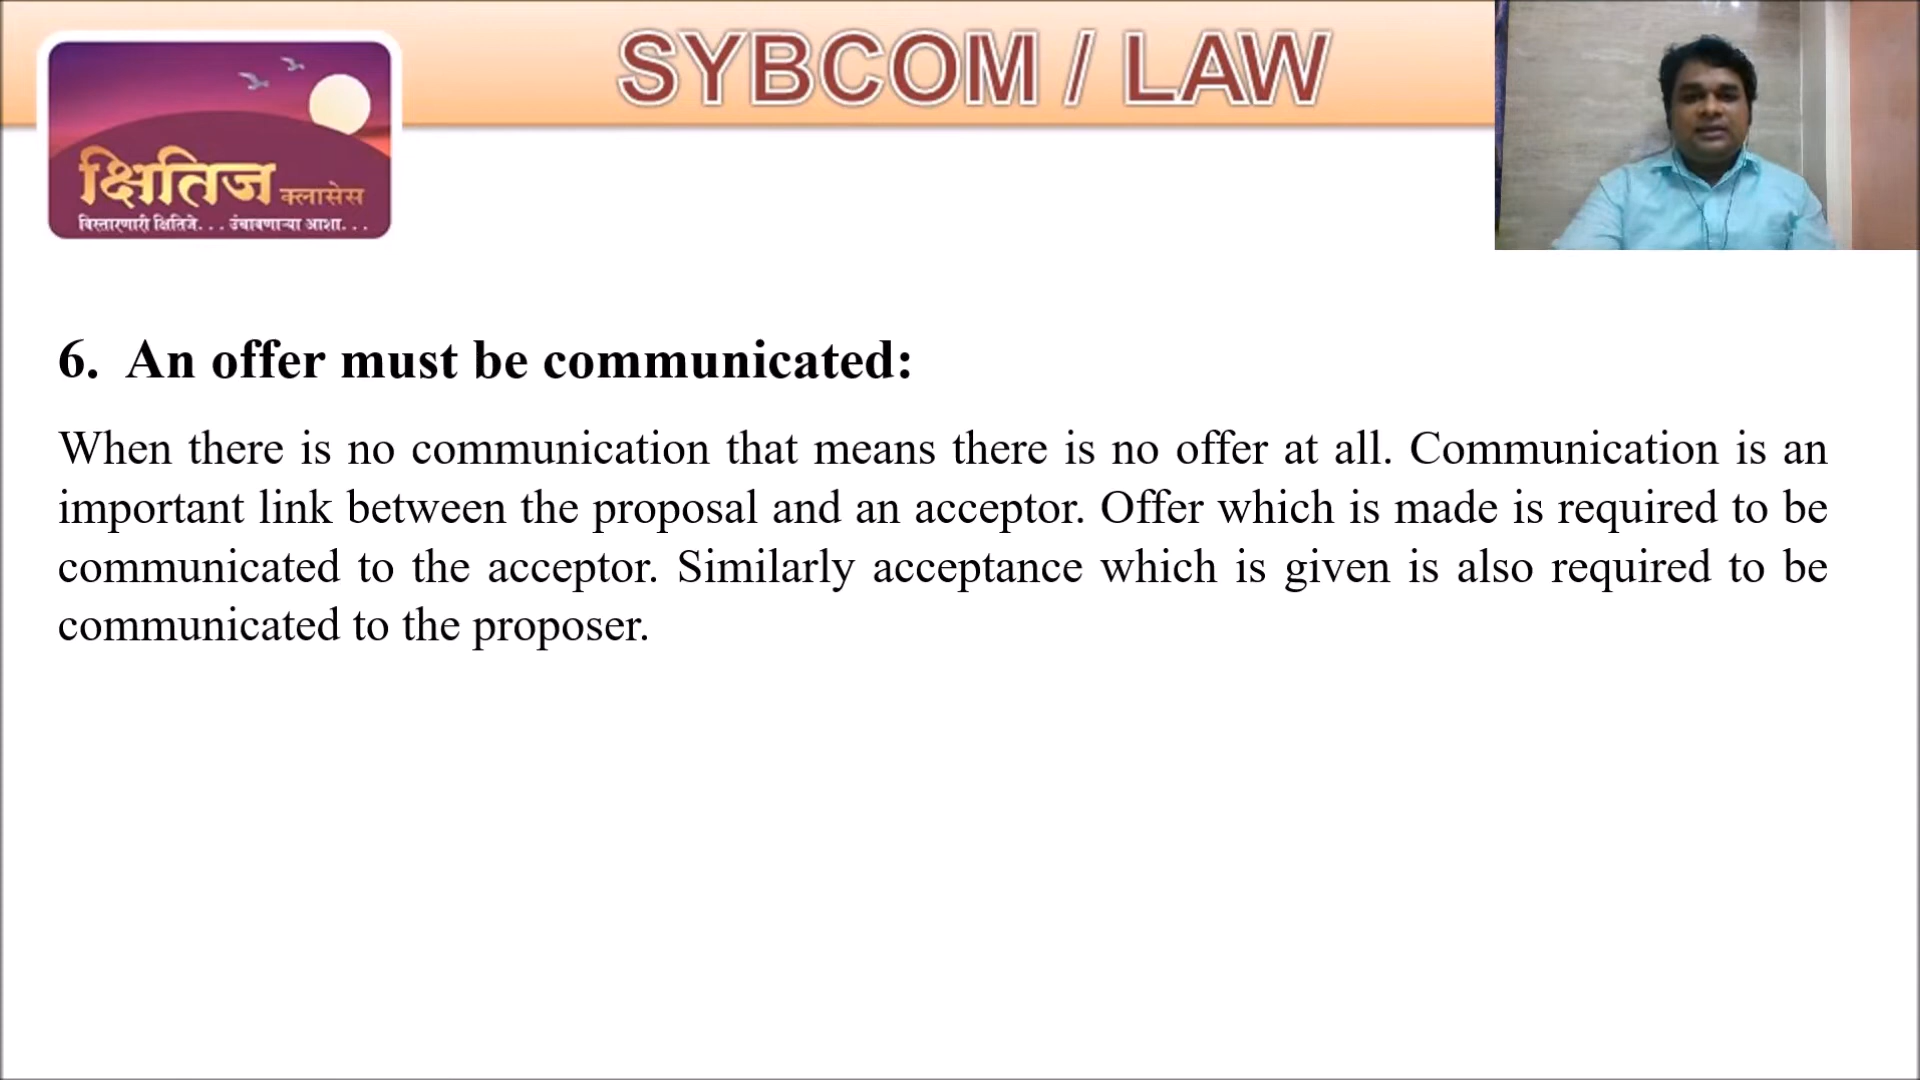 SYBCOM / LAW
क्षितिज क्लासेस
विस्तारणारी क्षितिजे. . . उंचावणाऱ्या आशा. . .
6. An offer must be communicated:
When there is no communication that means there is no offer at all. Communication is an
important link between the proposal and an acceptor. Offer which is made is required to be
communicated to the acceptor. Similarly acceptance which is given is also required to be
communicated to the proposer.